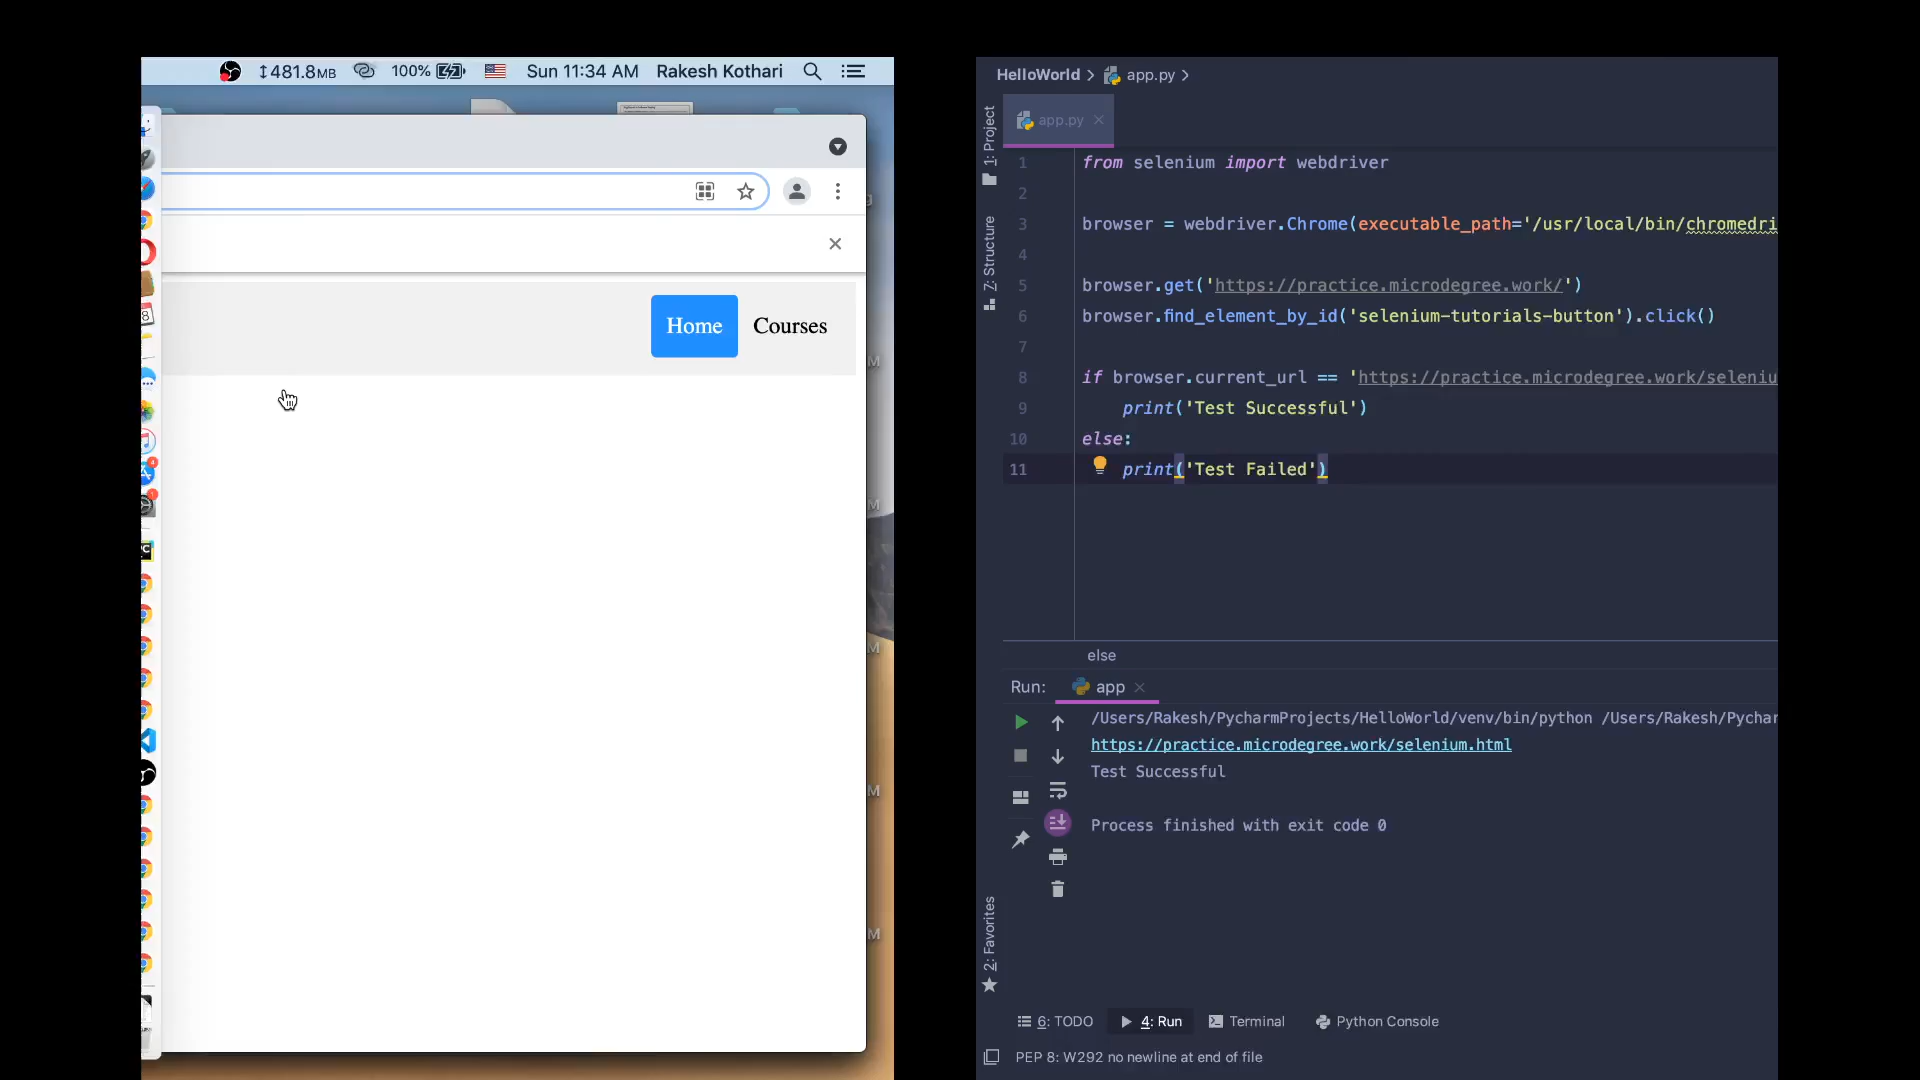 481.8MB 100% Sun 11:34 AM Rakesh Kothari
Home Courses
HelloWorld app.py
app.py
1: Project
7: Structure
2: Favorites
1 from selenium import webdriver
2
3 browser = webdriver.Chrome(executable_path='/usr/local/bin/chromedri
4
5 browser.get('https://practice.microdegree.work/')
6 browser.find_element_by_id('selenium-tutorials-button').click()
7
8 if browser.current_url == 'https://practice.microdegree.work/seleniu
9 print('Test Successful')
10 else:
11 print('Test Failed')
else
Run: app
/Users/Rakesh/PycharmProjects/HelloWorld/venv/bin/python /Users/Rakesh/Pychar
https://practice.microdegree.work/selenium.html
Test Successful
Process finished with exit code 0
6: TODO 4: Run Terminal Python Console
PEP 8: W292 no newline at end of file